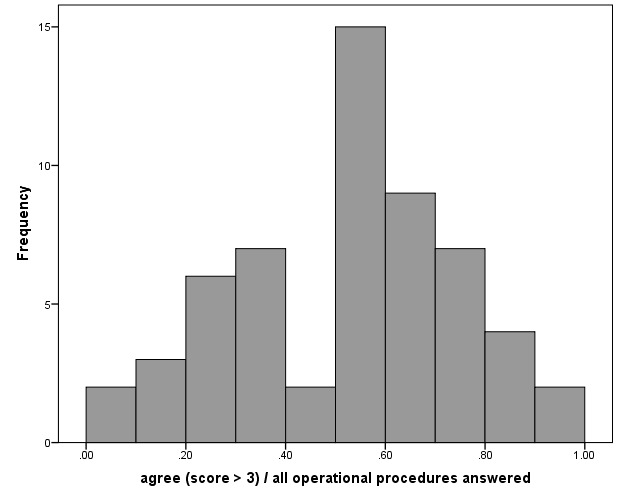 15
10
5
0
Frequency
.00 .20 .40 .60 .80 1.00
agree (score > 3) / all operational procedures answered